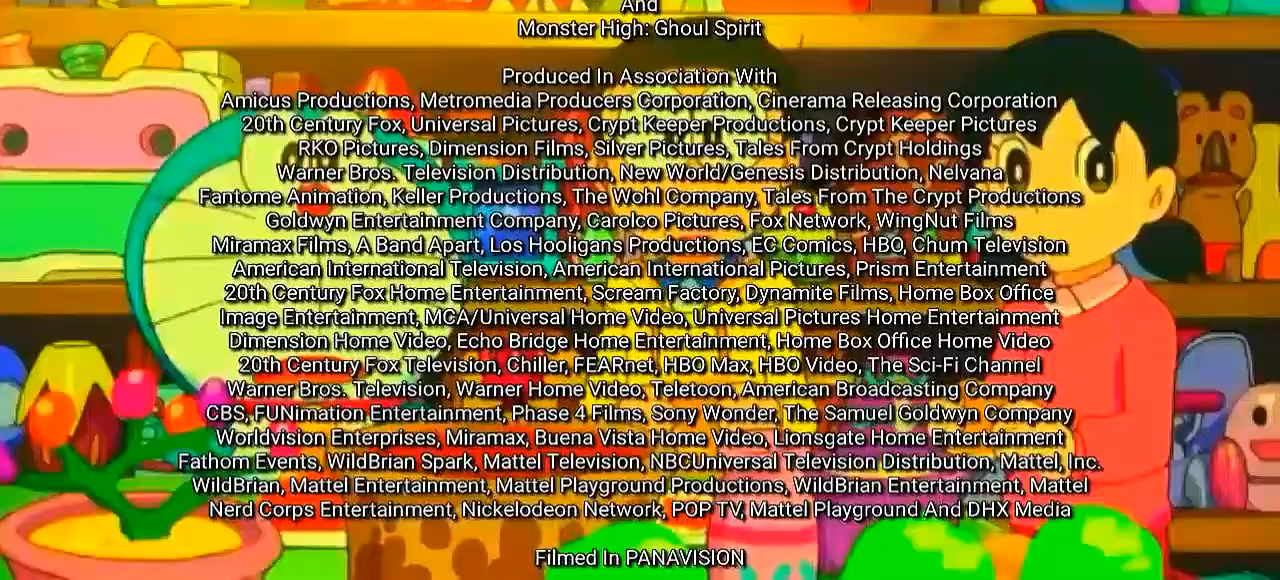 And
Monster High: Ghoul Spirit
Produced In Association With
Amicus Productions, Metromedia Producers Corporation, Cinerama Releasing Corporation
20th Century Fox, Universal Pictures, Crypt Keeper Productions, Crypt Keeper Pictures
RKO Pictures, Dimension Films, Silver Pictures, Tales From Crypt Holdings
Warner Bros. Television Distribution, New World/Genesis Distribution, Nelvana
Fantome Animation, Keller Productions, The Wohl Company, Tales From The Crypt Productions
Goldwyn Entertainment Company, Carolco Pictures, Fox Network, WingNut Films
Miramax Films, A Band Apart, Los Hooligans Productions, EC Comics, HBO, Chum Television
American International Television, American International Pictures, Prism Entertainment
20th Century Fox Home Entertainment, Scream Factory, Dynamite Films, Home Box Office
Image Entertainment, MCA/Universal Home Video, Universal Pictures Home Entertainment
Dimension Home Video, Echo Bridge Home Entertainment, Home Box Office Home Video
20th Century Fox Television, Chiller, FEARnet, HBO Max, HBO Video, The Sci-Fi Channel
Warner Bros. Television, Warner Home Video, Teletoon, American Broadcasting Company
CBS, FUNimation Entertainment, Phase 4 Films, Sony Wonder, The Samuel Goldwyn Company
Worldvision Enterprises, Miramax, Buena Vista Home Video, Lionsgate Home Entertainment
Fathom Events, WildBrian Spark, Mattel Television, NBCUniversal Television Distribution, Mattel, Inc.
WildBrian, Mattel Entertainment, Mattel Playground Productions, WildBrian Entertainment, Mattel
Nerd Corps Entertainment, Nickelodeon Network, POP TV, Mattel Playground And DHX Media
Filmed In PANAVISION